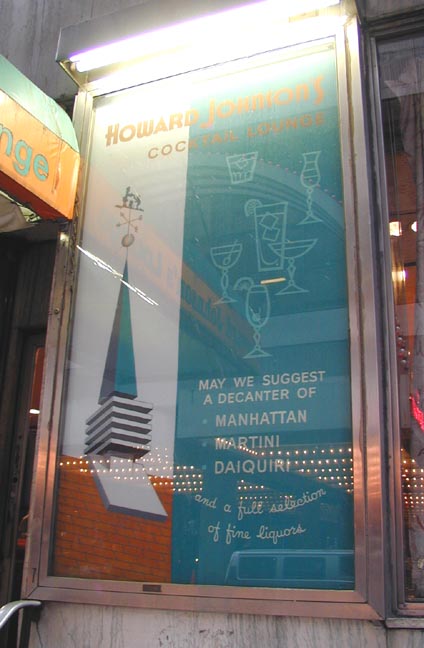 Howard Johnson's
COCKTAIL LOUNGE
nge
MAY WE SUGGEST
A DECANTER OF
· MANHATTAN
· MARTINI
· DAIQUIRI
and a full selection
of fine liquors